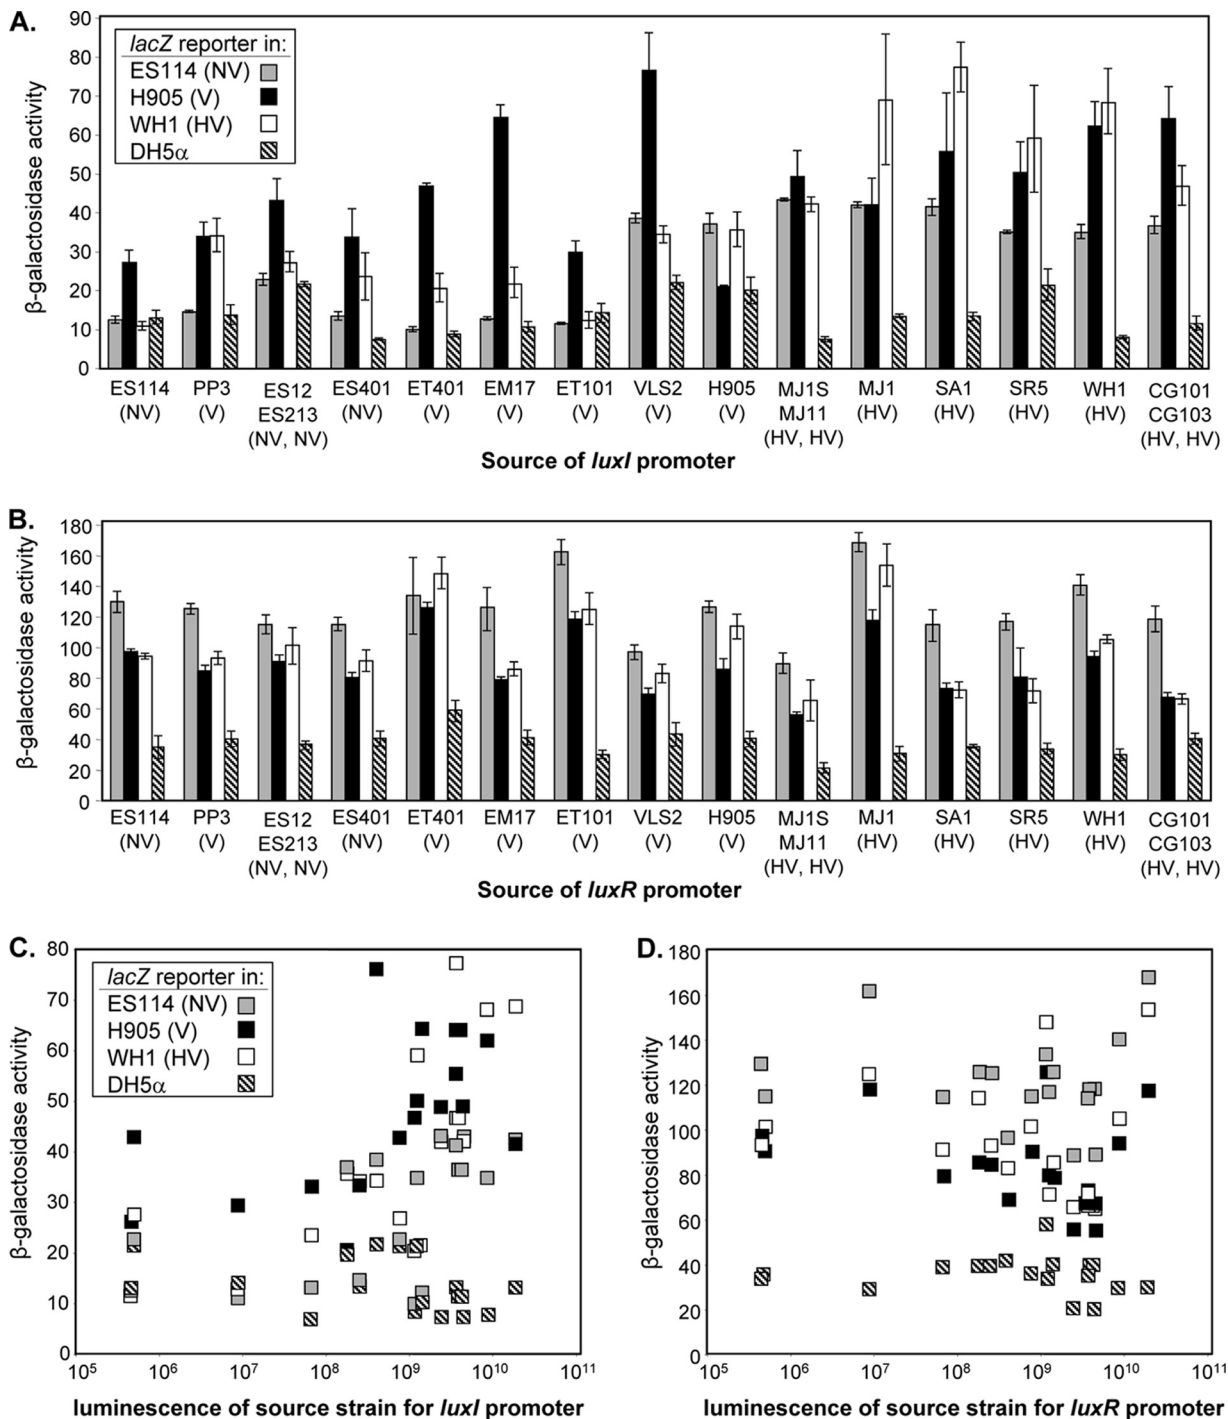 A.
90
80
70
60
50
40
30
20
10
0
β-galactosidase activity
lacZ reporter in:
ES114 (NV)
H905 (V)
WH1 (HV)
DH5α
ES114 PP3 ES12 ES401 ET401 EM17 ET101 VLS2 H905 MJ1S MJ1 SA1 SR5 WH1 CG101
(NV) (V) ES213 (NV) (V) (V) (V) (V) (V) MJ11 (HV) (HV) (HV) (HV) CG103
(NV, NV) (HV, HV) (HV, HV)
Source of luxI promoter
B.
180
160
140
120
100
80
60
40
20
0
β-galactosidase activity
ES114 PP3 ES12 ES401 ET401 EM17 ET101 VLS2 H905 MJ1S MJ1 SA1 SR5 WH1 CG101
(NV) (V) ES213 (NV) (V) (V) (V) (V) (V) MJ11 (HV) (HV) (HV) (HV) CG103
(NV, NV) (HV, HV) (HV, HV)
Source of luxR promoter
C.
80
70
60
50
40
30
20
10
0
β-galactosidase activity
lacZ reporter in:
ES114 (NV)
H905 (V)
WH1 (HV)
DH5α
10⁵ 10⁶ 10⁷ 10⁸ 10⁹ 10¹⁰ 10¹¹
luminescence of source strain for luxI promoter
D.
180
160
140
120
100
80
60
40
20
0
β-galactosidase activity
10⁵ 10⁶ 10⁷ 10⁸ 10⁹ 10¹⁰ 10¹¹
luminescence of source strain for luxR promoter